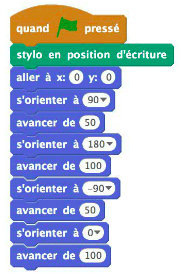 quand pressé
stylo en position d'écriture
aller à x: 0 y: 0
s'orienter à 90
avancer de 50
s'orienter à 180
avancer de 100
s'orienter à -90
avancer de 50
s'orienter à 0
avancer de 100